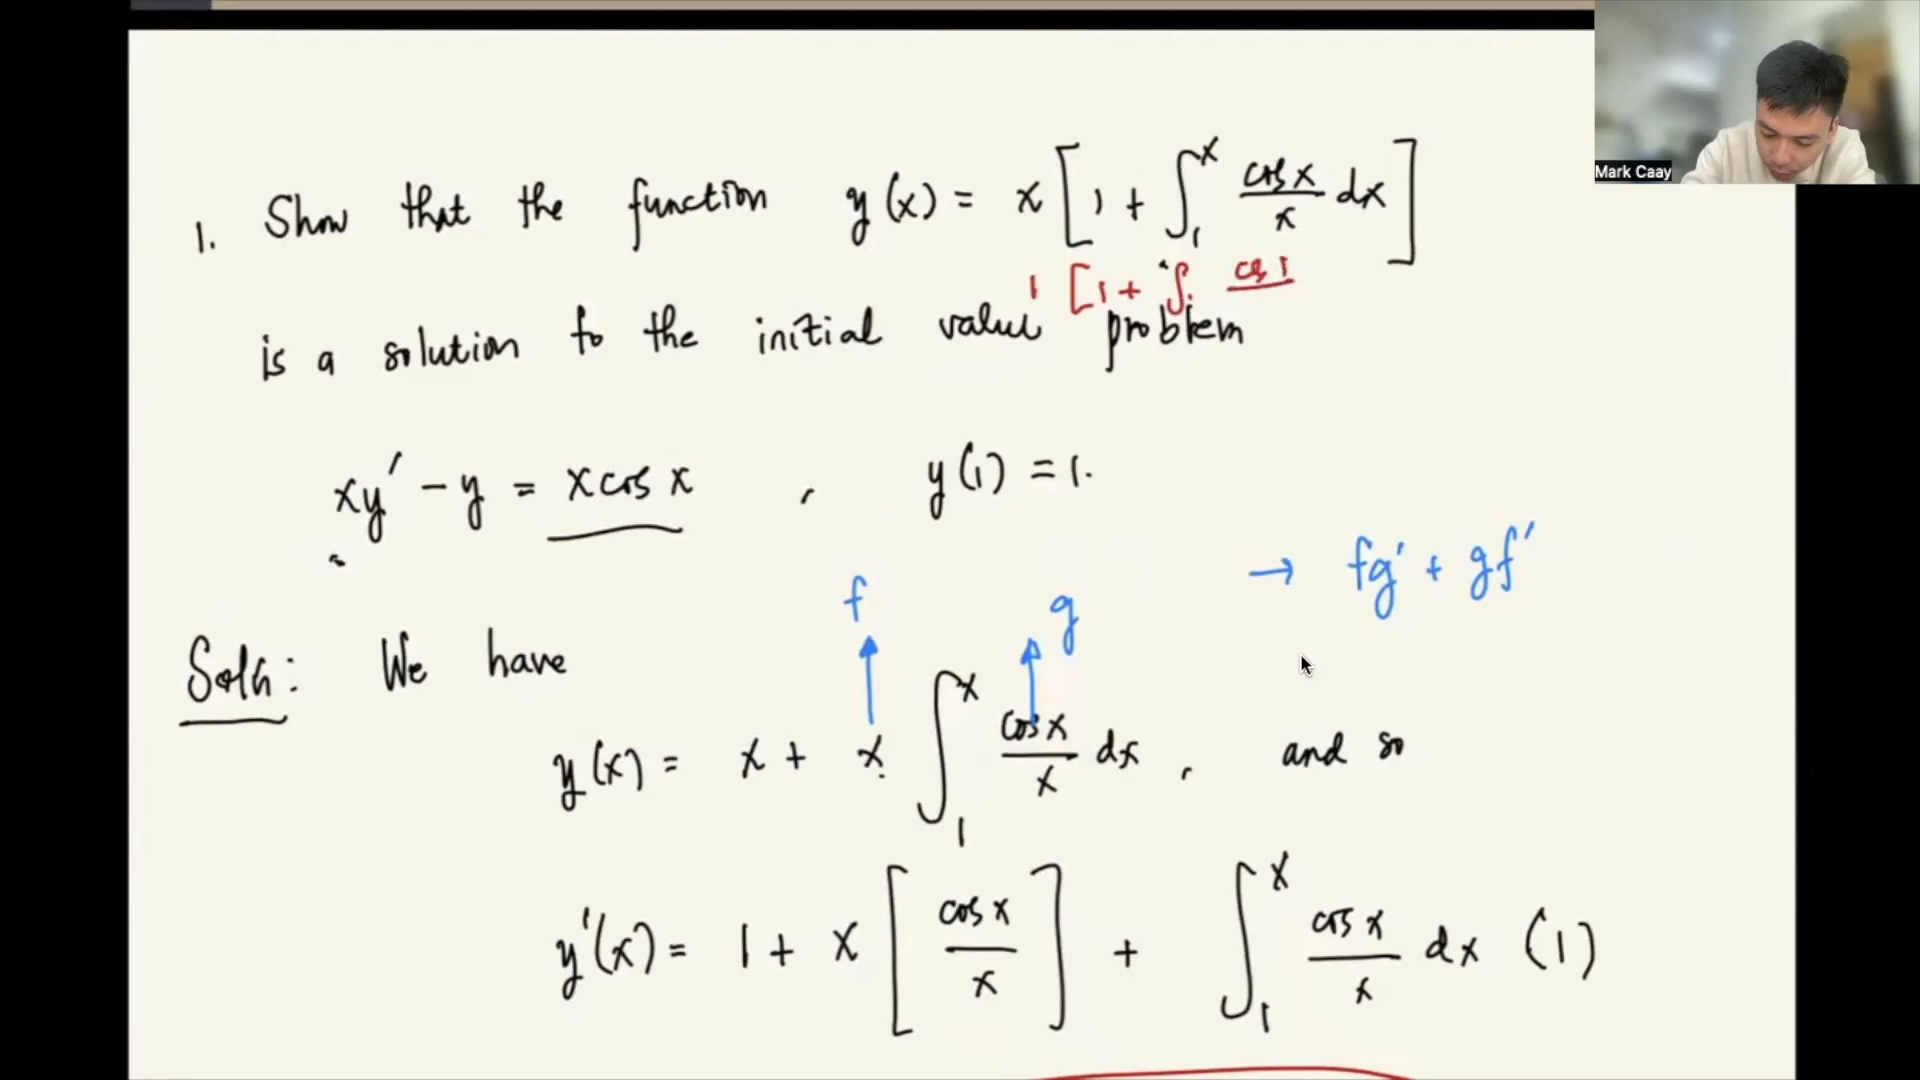 Mark Caay
1. Show that the function y(x) = x [ 1 + ∫₁ˣ cos x / x dx ]
1 [ 1 + ∫₁ cos 1
is a solution to the initial value problem
xy' - y = x cos x , y(1) = 1.
→ fg' + gf'
f g
Soln: We have
y(x) = x + x ∫₁ˣ cos x / x dx , and so
y'(x) = 1 + x [ cos x / x ] + ∫₁ˣ cos x / x dx (1)